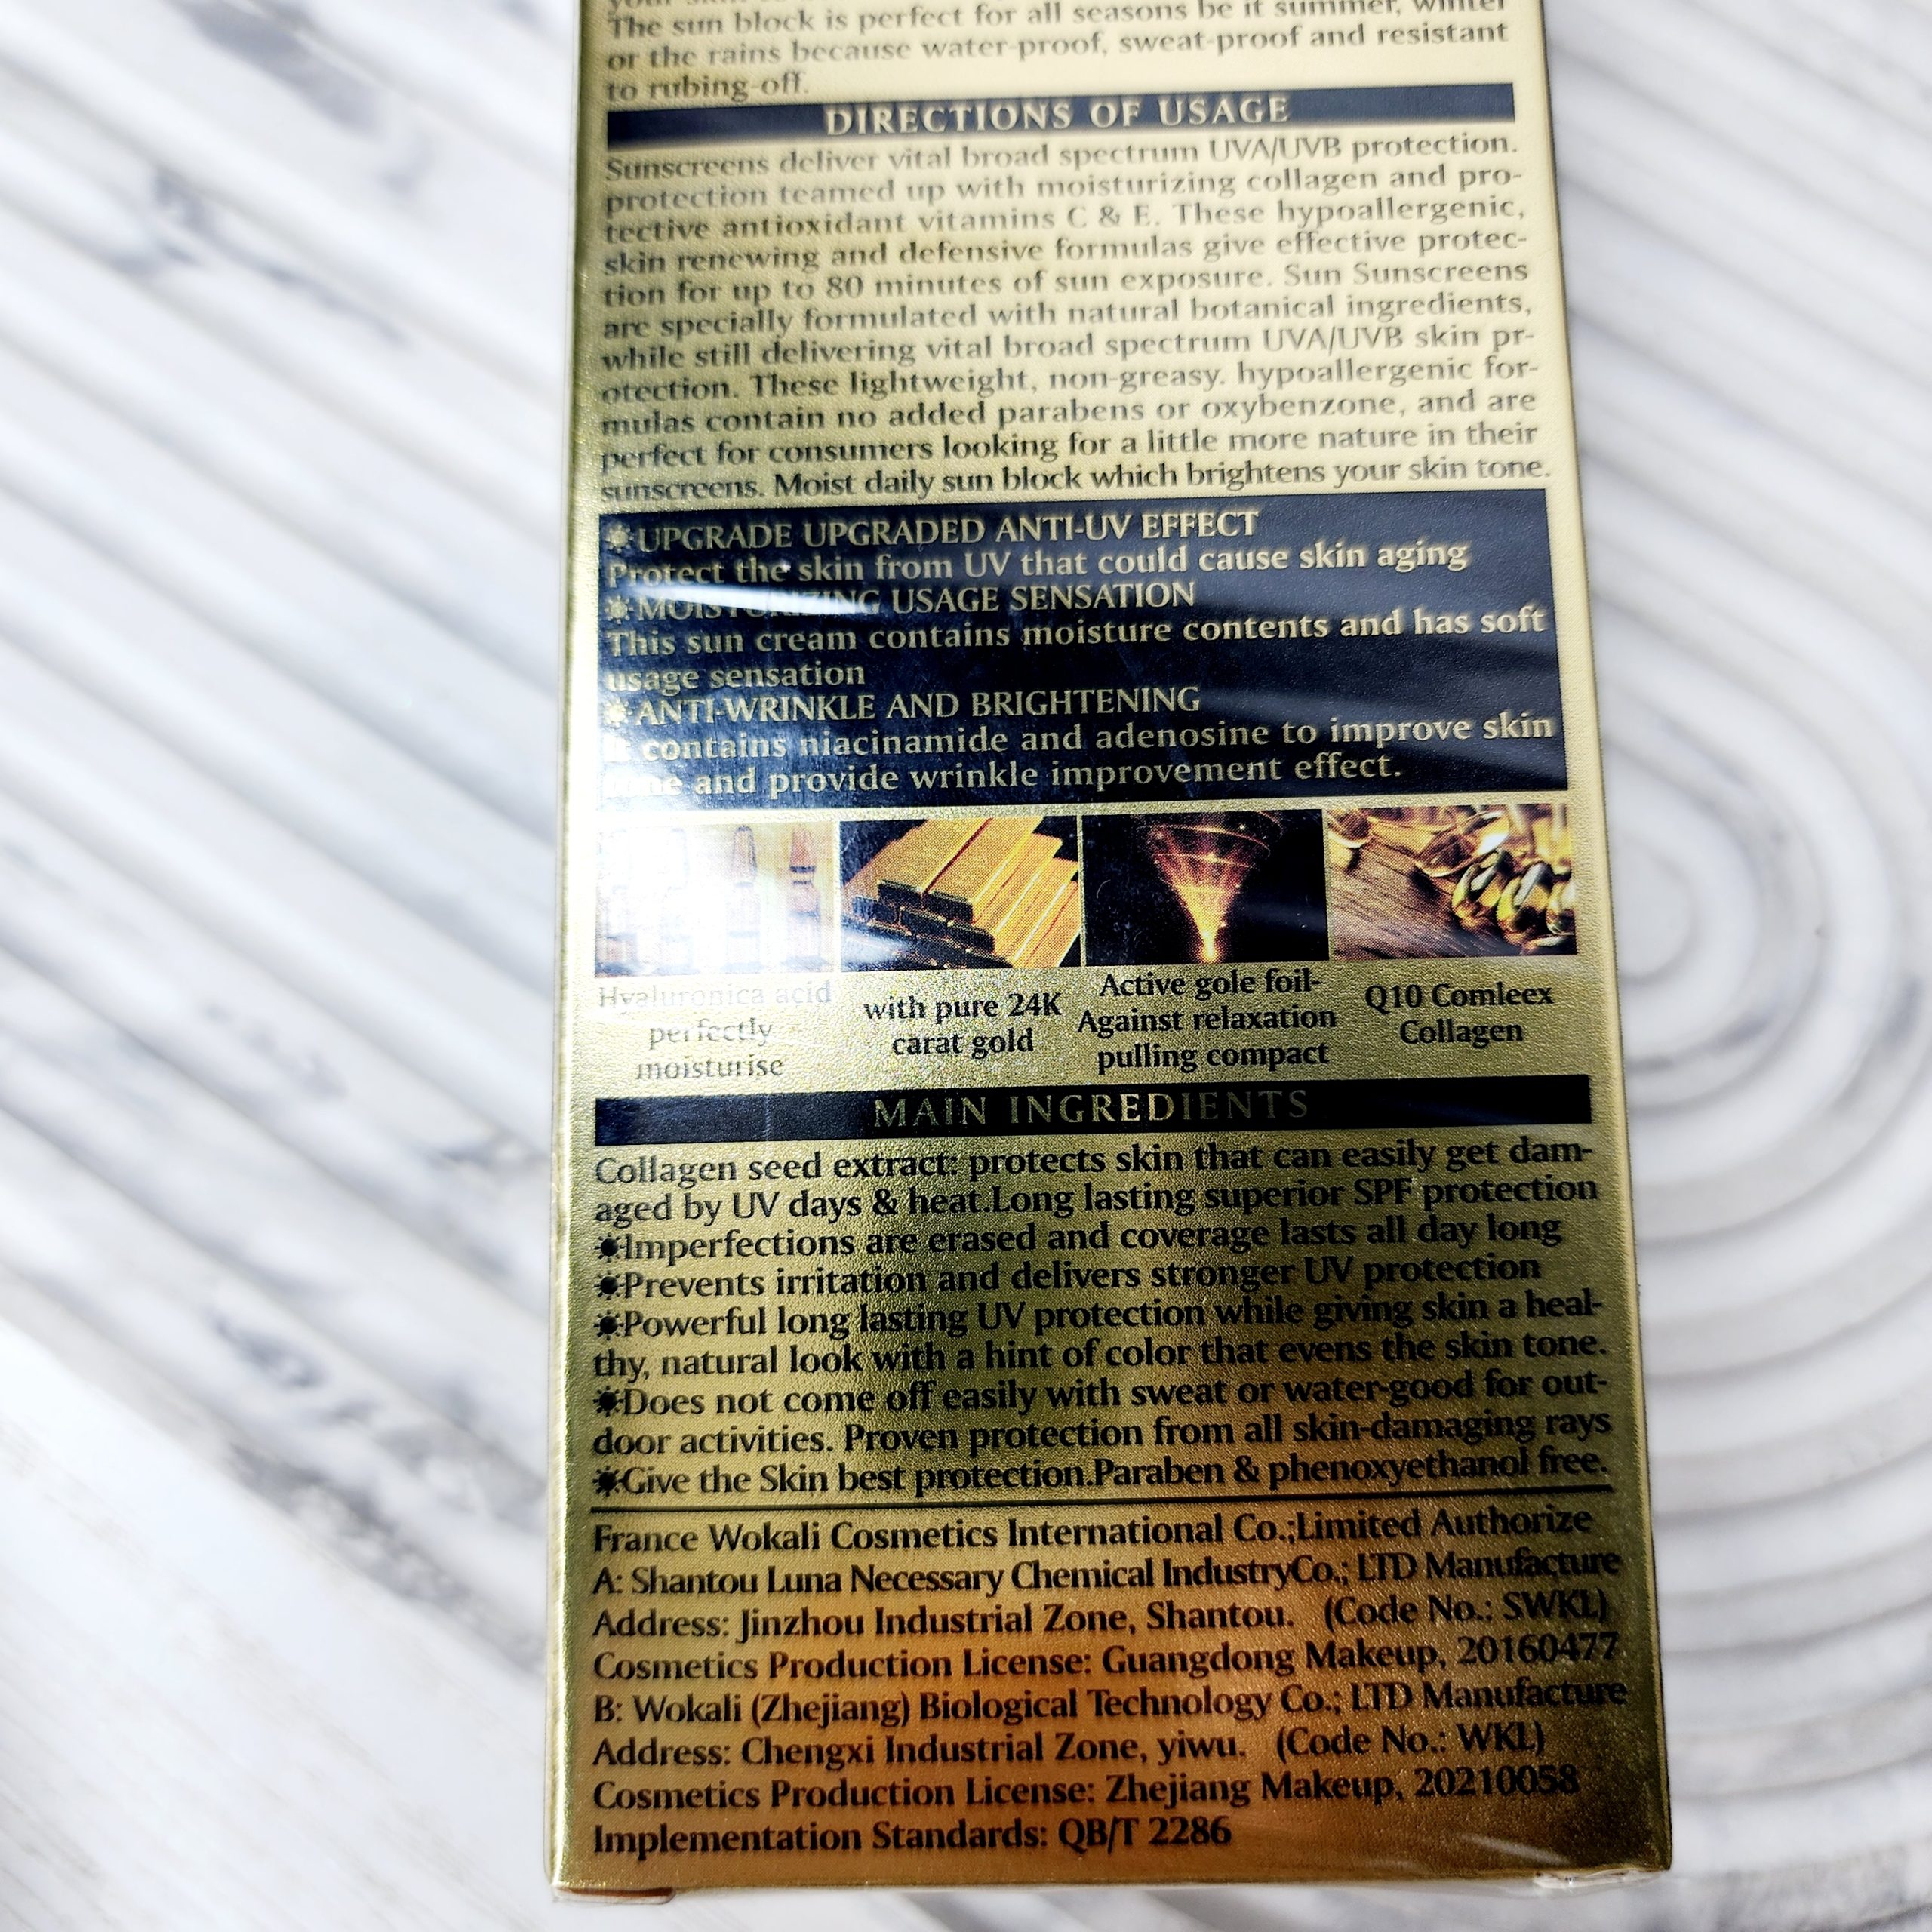 The sun block is perfect for all seasons be it summer, winter
or the rains because water-proof, sweat-proof and resistant
to rubing-off.
DIRECTIONS OF USAGE
Sunscreens deliver vital broad spectrum UVA/UVB protection.
protection teamed up with moisturizing collagen and pro-
tective antioxidant vitamins C & E. These hypoallergenic,
skin renewing and defensive formulas give effective protec-
tion for up to 80 minutes of sun exposure. Sun Sunscreens
are specially formulated with natural botanical ingredients,
while still delivering vital broad spectrum UVA/UVB skin pr-
otection. These lightweight, non-greasy. hypoallergenic for-
mulas contain no added parabens or oxybenzone, and are
perfect for consumers looking for a little more nature in their
sunscreens. Moist daily sun block which brightens your skin tone.
UPGRADE UPGRADED ANTI-UV EFFECT
Protect the skin from UV that could cause skin aging
MOISTURIZING USAGE SENSATION
This sun cream contains moisture contents and has soft
usage sensation
ANTI-WRINKLE AND BRIGHTENING
contains niacinamide and adenosine to improve skin
and provide wrinkle improvement effect.
Hyaluronica acid
perfectly
moisturise
with pure 24K
carat gold
Active gole foil-
Against relaxation
pulling compact
Q10 Comleex
Collagen
MAIN INGREDIENTS
Collagen seed extract: protects skin that can easily get dam-
aged by UV days & heat.Long lasting superior SPF protection
Imperfections are erased and coverage lasts all day long
Prevents irritation and delivers stronger UV protection
Powerful long lasting UV protection while giving skin a heal-
thy, natural look with a hint of color that evens the skin tone.
Does not come off easily with sweat or water-good for out-
door activities. Proven protection from all skin-damaging rays
Give the Skin best protection.Paraben & phenoxyethanol free.
France Wokali Cosmetics International Co.;Limited Authorize
A: Shantou Luna Necessary Chemical IndustryCo.; LTD Manufacture
Address: Jinzhou Industrial Zone, Shantou. (Code No.: SWKL)
Cosmetics Production License: Guangdong Makeup, 20160477
B: Wokali (Zhejiang) Biological Technology Co.; LTD Manufacture
Address: Chengxi Industrial Zone, yiwu. (Code No.: WKL)
Cosmetics Production License: Zhejiang Makeup, 20210058
Implementation Standards: QB/T 2286